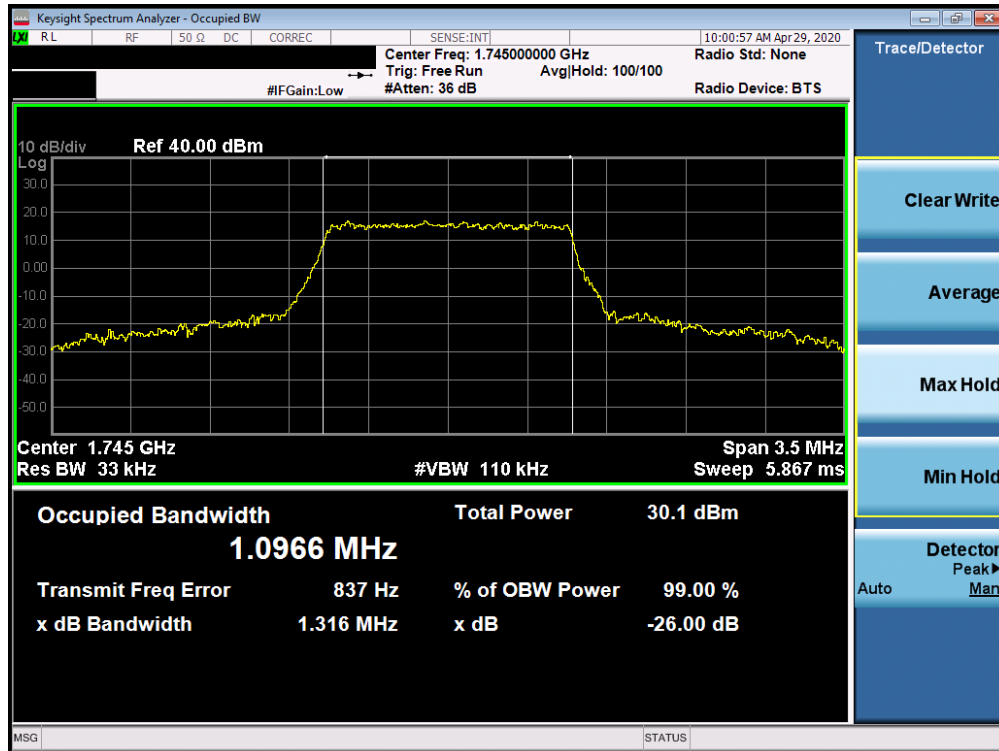 Keysight Spectrum Analyzer - Occupied BW
LXI RL RF 50 Ω DC CORREC SENSE:INT 10:00:57 AM Apr 29, 2020
Center Freq: 1.745000000 GHz Radio Std: None
Trig: Free Run Avg|Hold: 100/100
#IFGain:Low #Atten: 36 dB Radio Device: BTS
10 dB/div Ref 40.00 dBm
Log
30.0
20.0
10.0
0.00
-10.0
-20.0
-30.0
-40.0
-50.0
Center 1.745 GHz Span 3.5 MHz
Res BW 33 kHz #VBW 110 kHz Sweep 5.867 ms
Occupied Bandwidth Total Power 30.1 dBm
1.0966 MHz
Transmit Freq Error 837 Hz % of OBW Power 99.00 %
x dB Bandwidth 1.316 MHz x dB -26.00 dB
MSG STATUS
Trace/Detector
Clear Write
Average
Max Hold
Min Hold
Detector
Peak▶
Auto Man